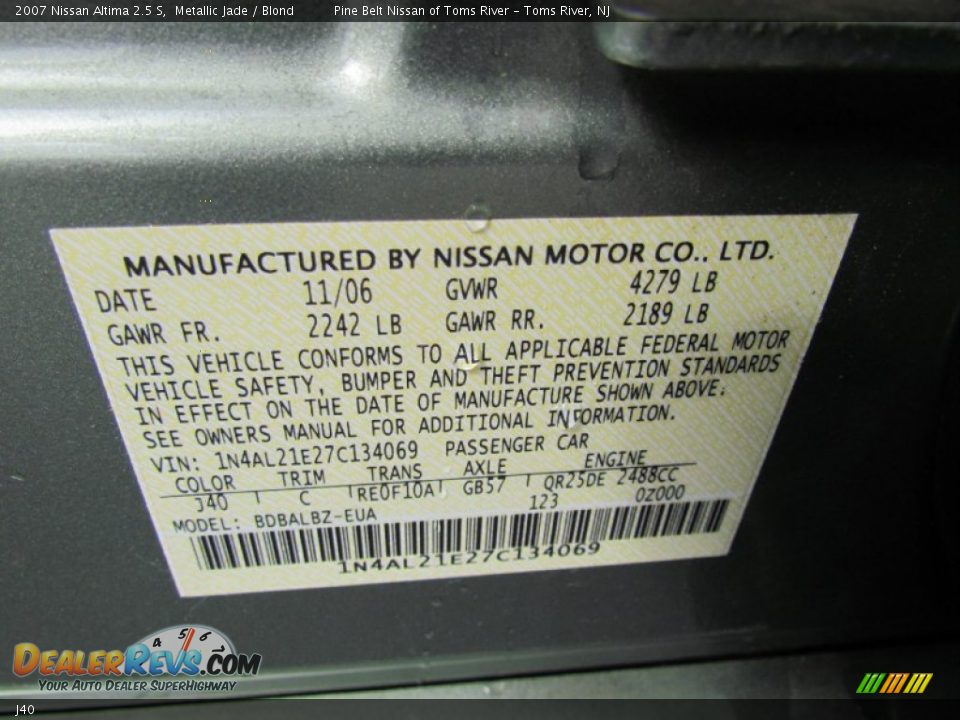 2007 Nissan Altima 2.5 S, Metallic Jade / Blond Pine Belt Nissan of Toms River – Toms River, NJ
MANUFACTURED BY NISSAN MOTOR CO., LTD.
DATE 11/06 GVWR 4279 LB
GAWR FR. 2242 LB GAWR RR. 2189 LB
THIS VEHICLE CONFORMS TO ALL APPLICABLE FEDERAL MOTOR
VEHICLE SAFETY, BUMPER AND THEFT PREVENTION STANDARDS
IN EFFECT ON THE DATE OF MANUFACTURE SHOWN ABOVE.
SEE OWNERS MANUAL FOR ADDITIONAL INFORMATION.
VIN: 1N4AL21E27C134069 PASSENGER CAR
COLOR TRIM TRANS AXLE ENGINE
J40 C RE0F10A GB57 QR25DE 2488CC
123 0Z000
MODEL: BDBALBZ-EUA
1N4AL21E27C134069
4 5 6
DEALERREVS.COM
YOUR AUTO DEALER SUPERHIGHWAY
J40